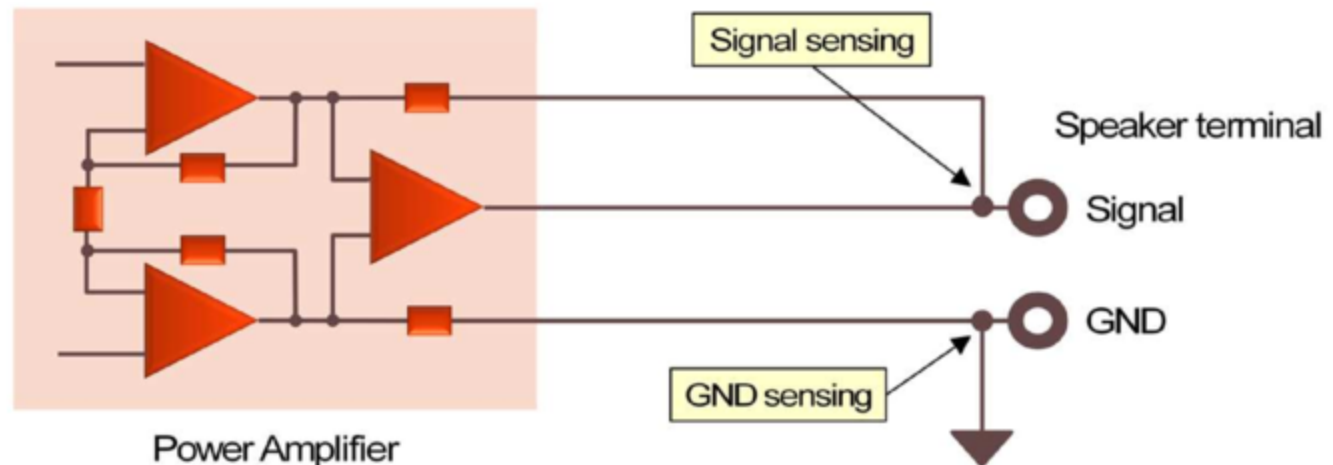 Signal sensing
Speaker terminal
Signal
GND
GND sensing
Power Amplifier